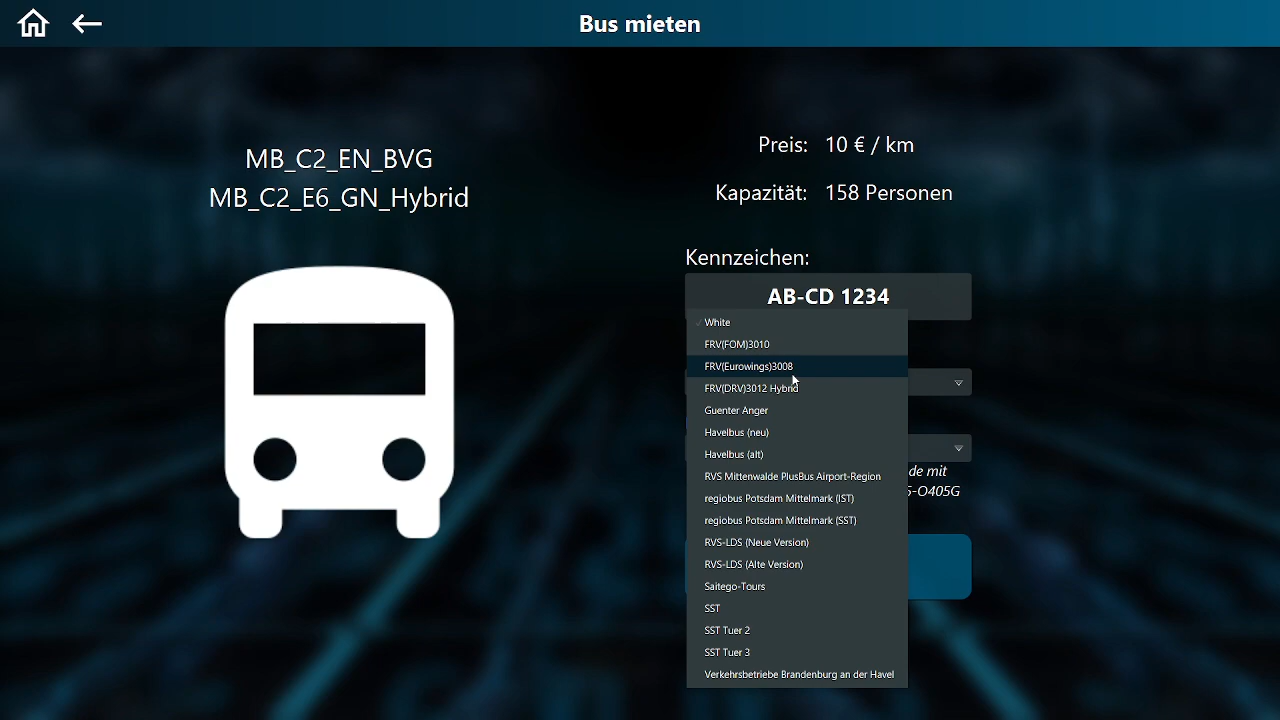 Bus mieten
MB_C2_EN_BVG
MB_C2_E6_GN_Hybrid
Preis: 10 € / km
Kapazität: 158 Personen
Kennzeichen:
AB-CD 1234
White
FRV(FOM)3010
FRV(Eurowings)3008
FRV(DRV)3012 Hybrid
Guenter Anger
Havelbus (neu)
Havelbus (alt)
RVS Mittenwalde PlusBus Airport-Region
regiobus Potsdam Mittelmark (IST)
regiobus Potsdam Mittelmark (SST)
RVS-LDS (Neue Version)
RVS-LDS (Alte Version)
Saitego-Tours
SST
SST Tuer 2
SST Tuer 3
Verkehrsbetriebe Brandenburg an der Havel
de mit
-O405G